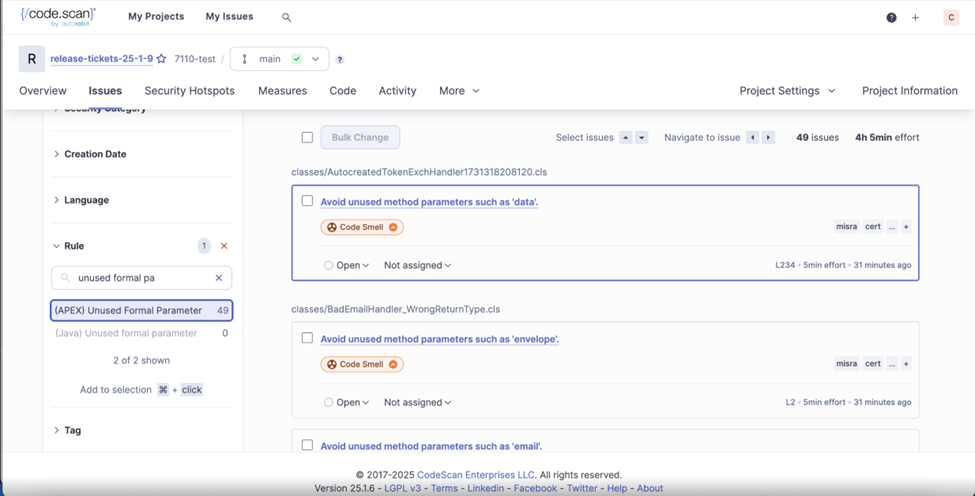 {/code.scan}
by autorabit
My Projects My Issues ? + C
R release-tickets-25-1-9 7110-test / main ?
Overview Issues Security Hotspots Measures Code Activity More Project Settings Project Information
Security Category
Creation Date
Language
Rule 1 ×
unused formal pa ×
(APEX) Unused Formal Parameter 49
(Java) Unused formal parameter 0
2 of 2 shown
Add to selection ⌘ + click
Tag
Bulk Change Select issues Navigate to issue 49 issues 4h 5min effort
classes/AutocreatedTokenExchHandler1731318208120.cls
Avoid unused method parameters such as 'data'.
Code Smell misra cert ... +
Open Not assigned L234 • 5min effort • 31 minutes ago
classes/BadEmailHandler_WrongReturnType.cls
Avoid unused method parameters such as 'envelope'.
Code Smell misra cert ... +
Open Not assigned L2 • 5min effort • 31 minutes ago
Avoid unused method parameters such as 'email'.
© 2017-2025 CodeScan Enterprises LLC. All rights reserved.
Version 25.1.6 - LGPL v3 - Terms - Linkedin - Facebook - Twitter - Help - About